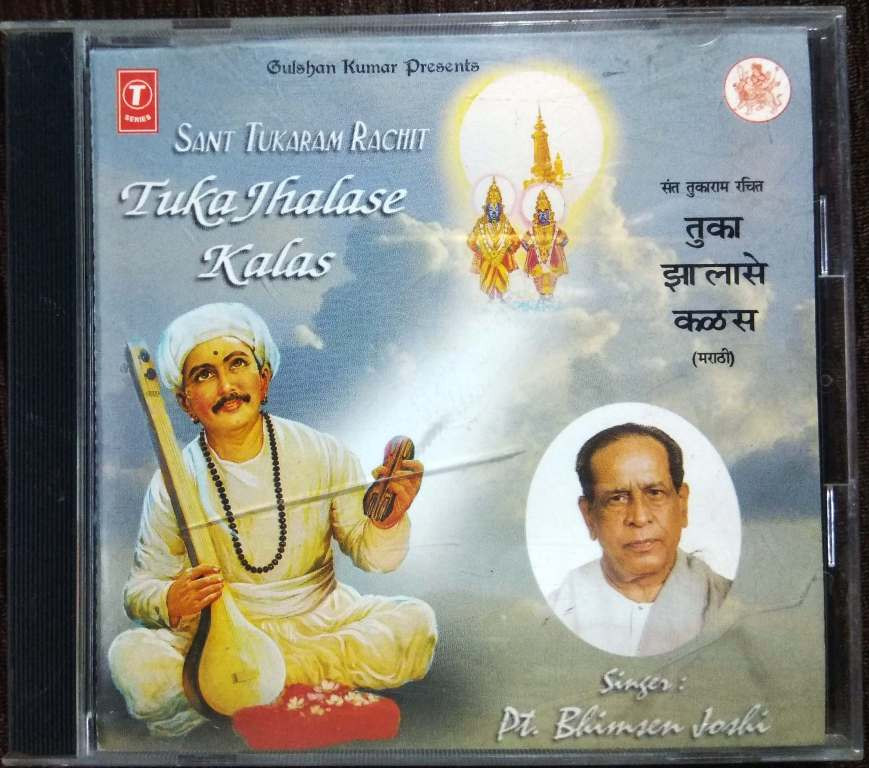 Gulshan Kumar Presents
T
SERIES
SANT TUKARAM RACHIT
Tuka Jhalase
Kalas
संत तुकाराम रचित
तुका
झालासे
कळस
(मराठी)
Singer:
Pt. Bhimsen Joshi